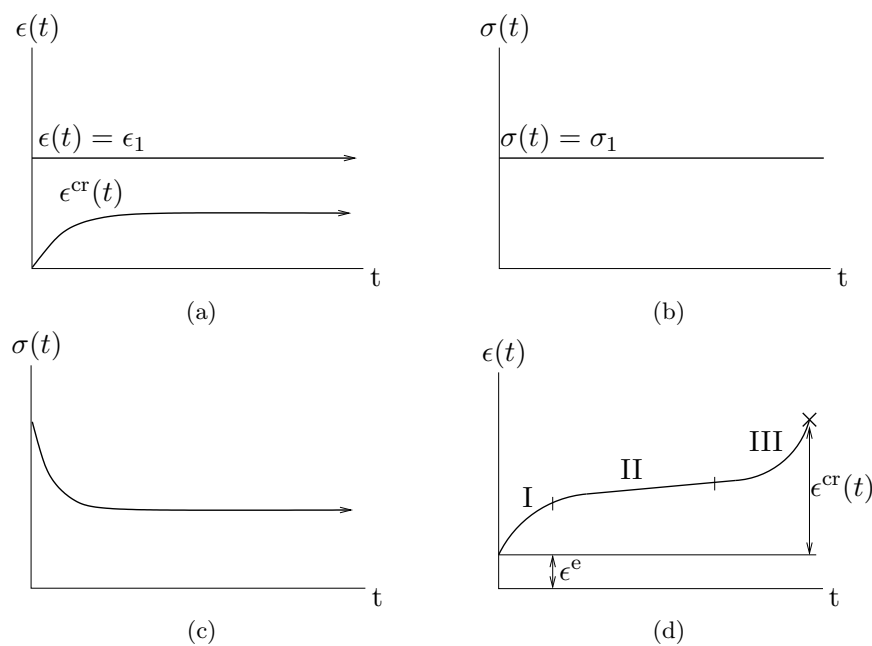 ϵ(t)
ϵ(t) = ϵ₁
ϵᶜʳ(t)
t
(a)
σ(t)
σ(t) = σ₁
t
(b)
σ(t)
t
(c)
ϵ(t)
I
II
III
ϵᶜʳ(t)
ϵᵉ
t
(d)